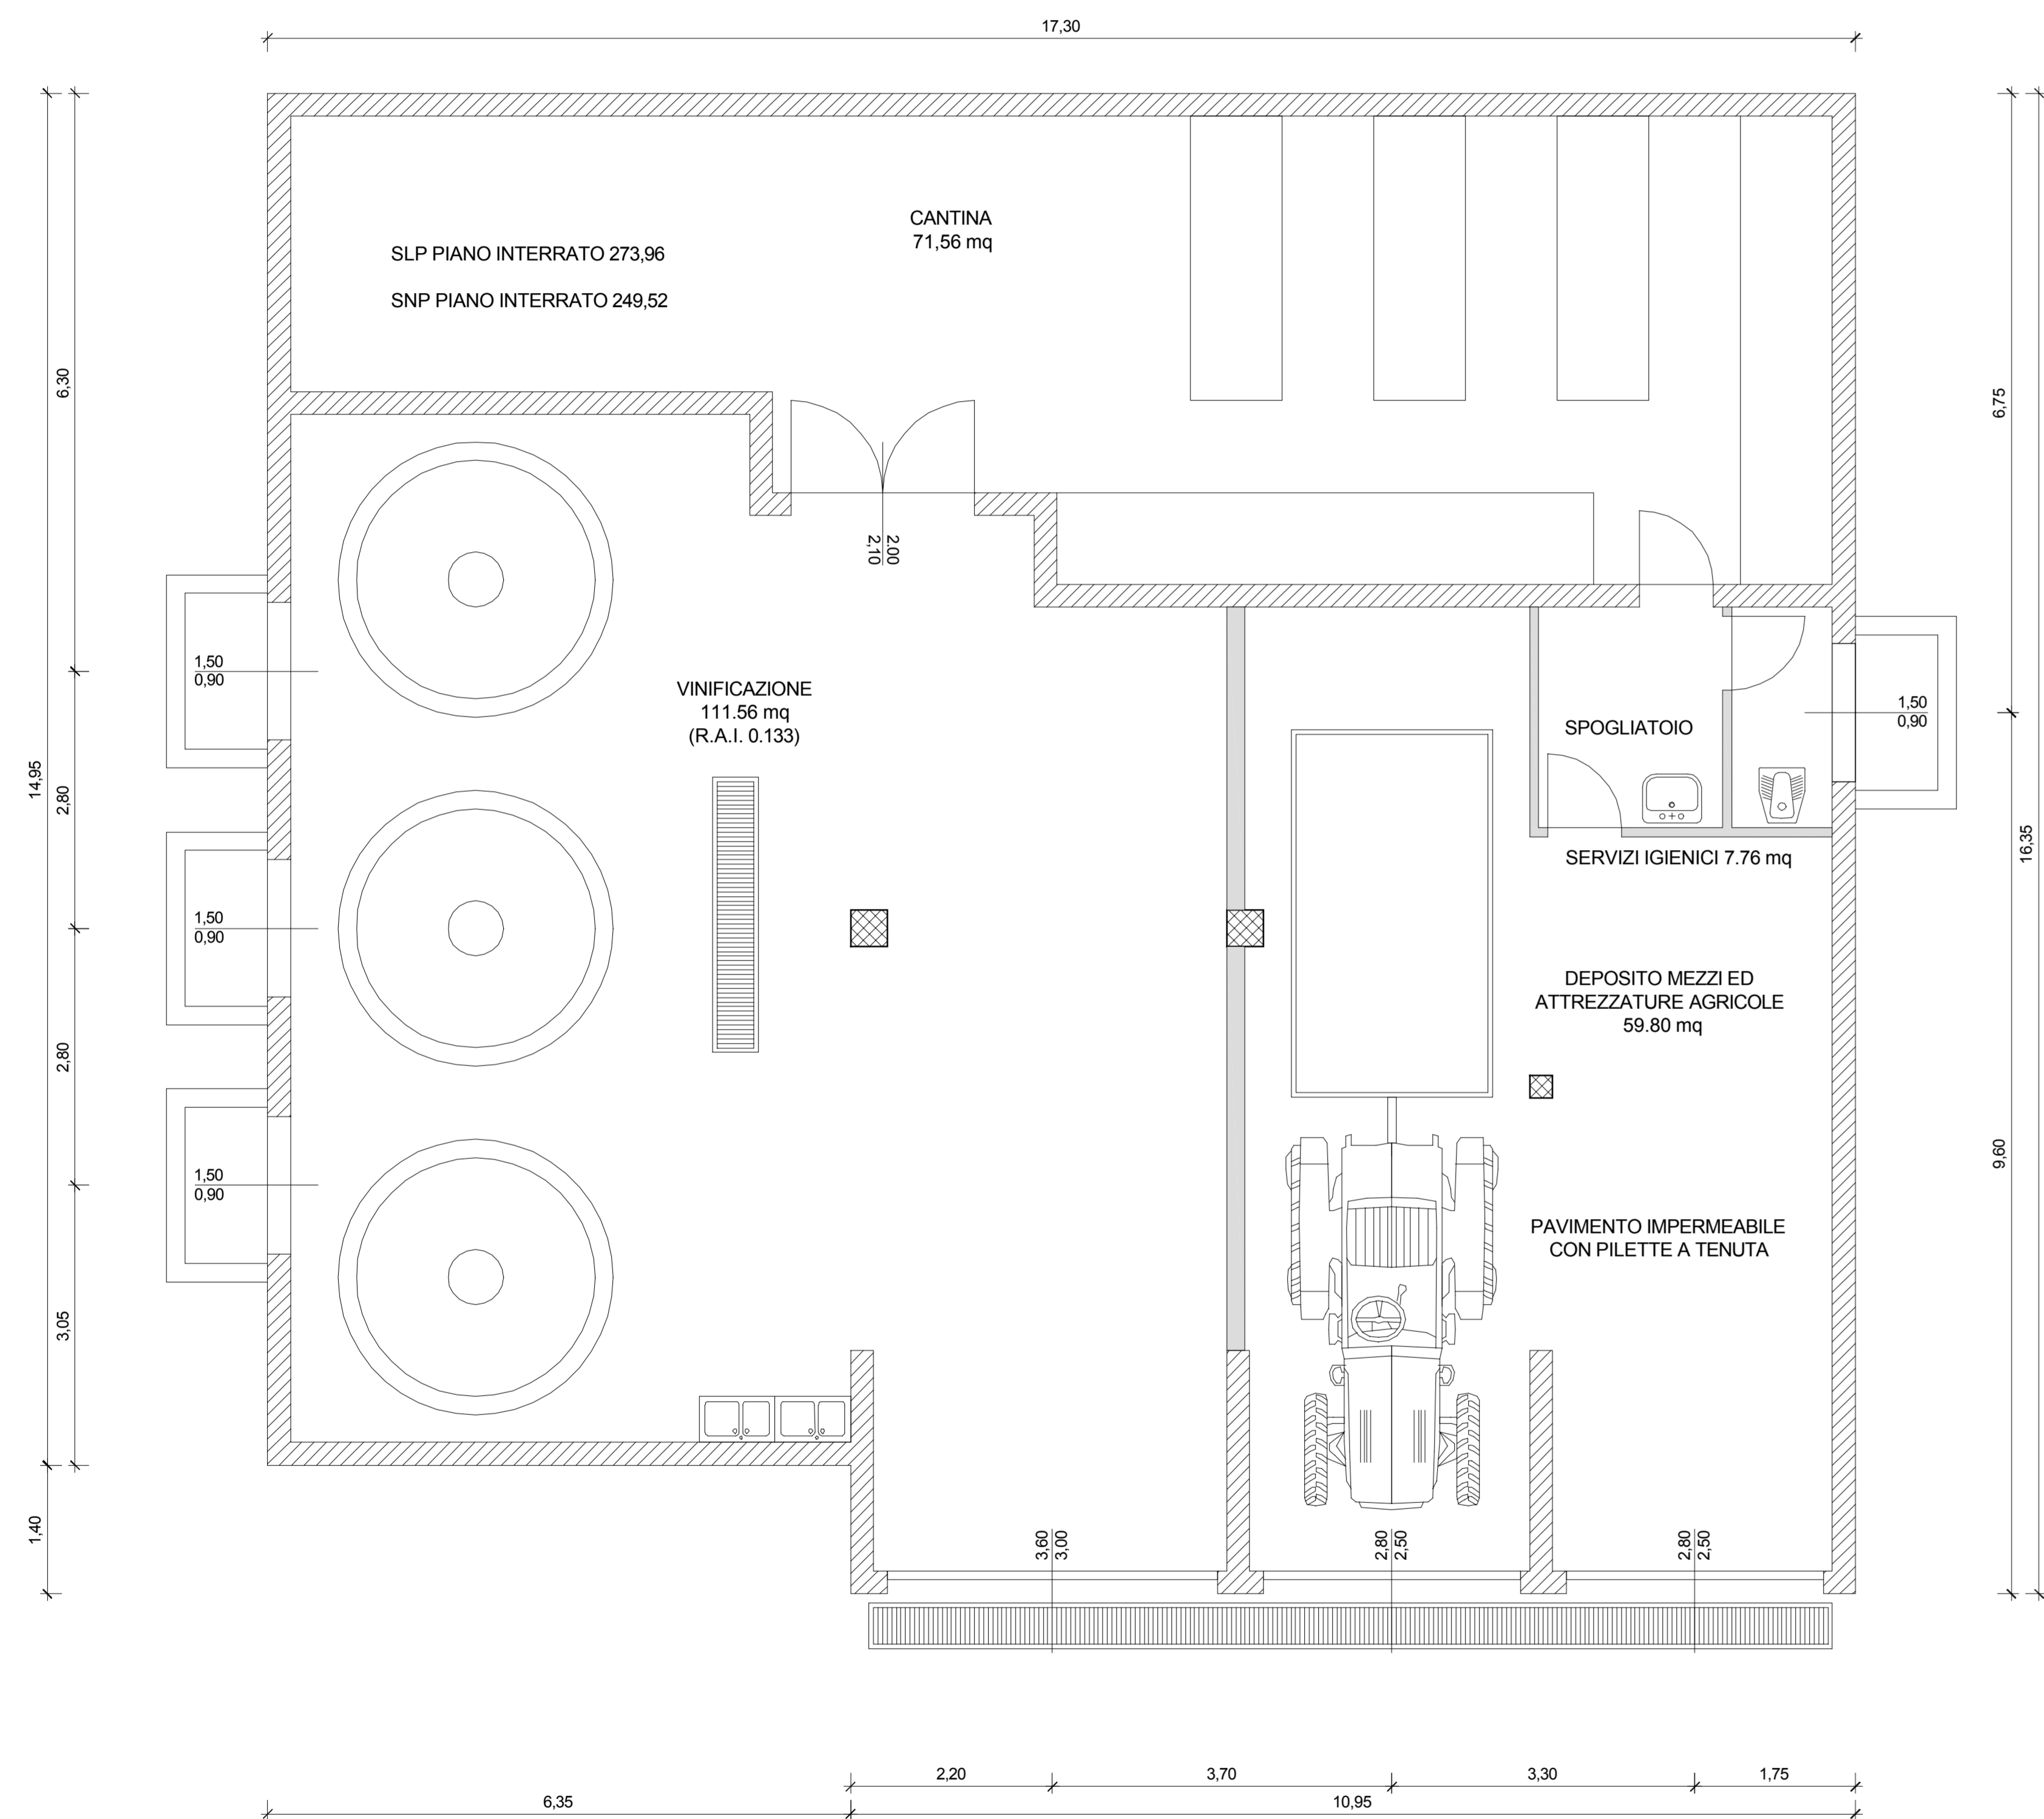 17,30
CANTINA
71,56 mq
SLP PIANO INTERRATO 273,96
SNP PIANO INTERRATO 249,52
6,30
6,75
2.00
2,10
1,50
0,90
VINIFICAZIONE
111.56 mq
(R.A.I. 0.133)
SPOGLIATOIO
1,50
0,90
14,95
2,80
16,35
SERVIZI IGIENICI 7.76 mq
1,50
0,90
DEPOSITO MEZZI ED
ATTREZZATURE AGRICOLE
59.80 mq
2,80
9,60
1,50
0,90
PAVIMENTO IMPERMEABILE
CON PILETTE A TENUTA
3,05
1,40
3,60
3,00
2,80
2,50
2,80
2,50
2,20
3,70
3,30
1,75
6,35
10,95